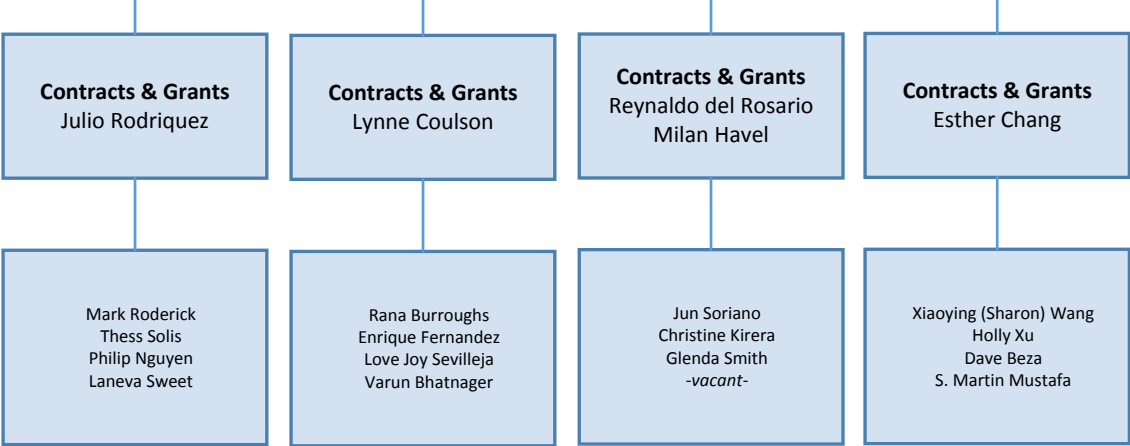 Contracts & Grants
Julio Rodriquez
Contracts & Grants
Lynne Coulson
Contracts & Grants
Reynaldo del Rosario
Milan Havel
Contracts & Grants
Esther Chang
Mark Roderick
Thess Solis
Philip Nguyen
Laneva Sweet
Rana Burroughs
Enrique Fernandez
Love Joy Sevilleja
Varun Bhatnager
Jun Soriano
Christine Kirera
Glenda Smith
-vacant-
Xiaoying (Sharon) Wang
Holly Xu
Dave Beza
S. Martin Mustafa